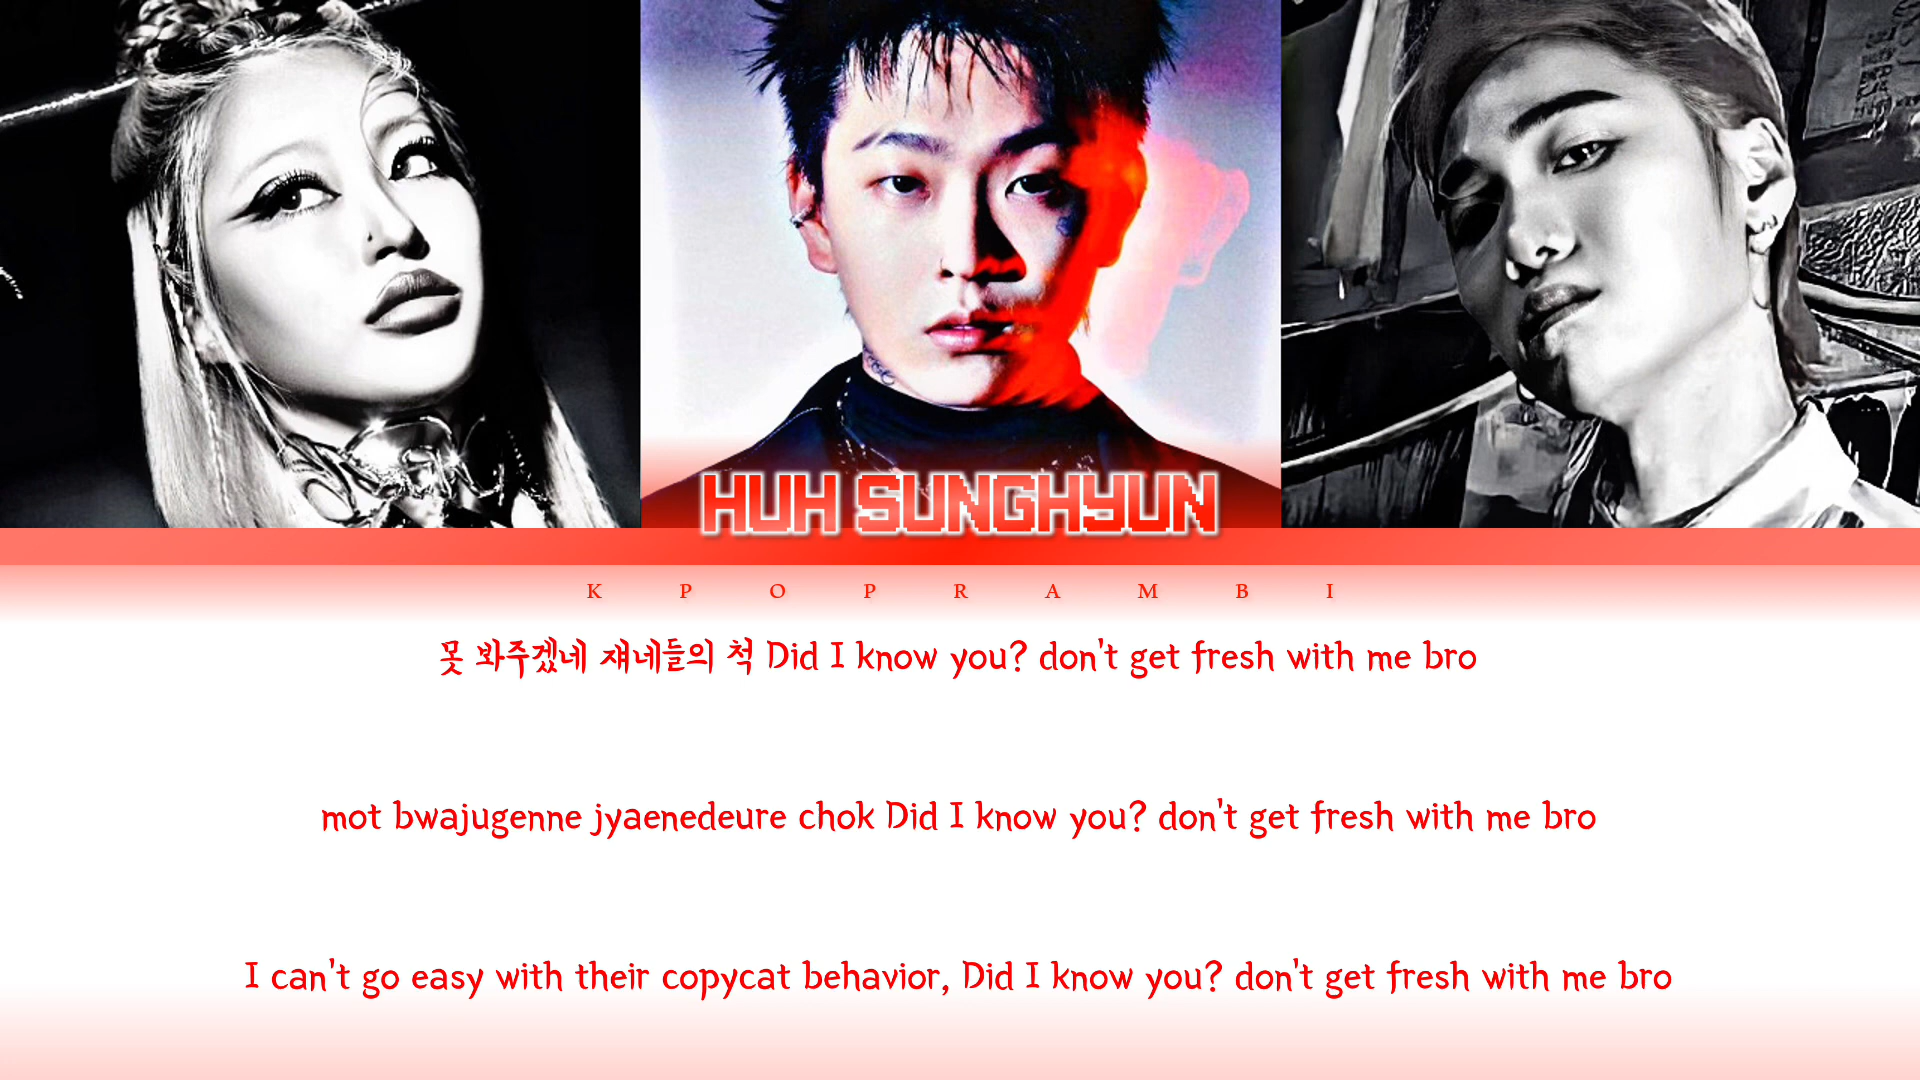 HUH SUNGHYUN
K P O P R A M B I
못 봐주겠네 쟤네들의 척 Did I know you? don't get fresh with me bro
mot bwajugenne jyaenedeure chok Did I know you? don't get fresh with me bro
I can't go easy with their copycat behavior, Did I know you? don't get fresh with me bro